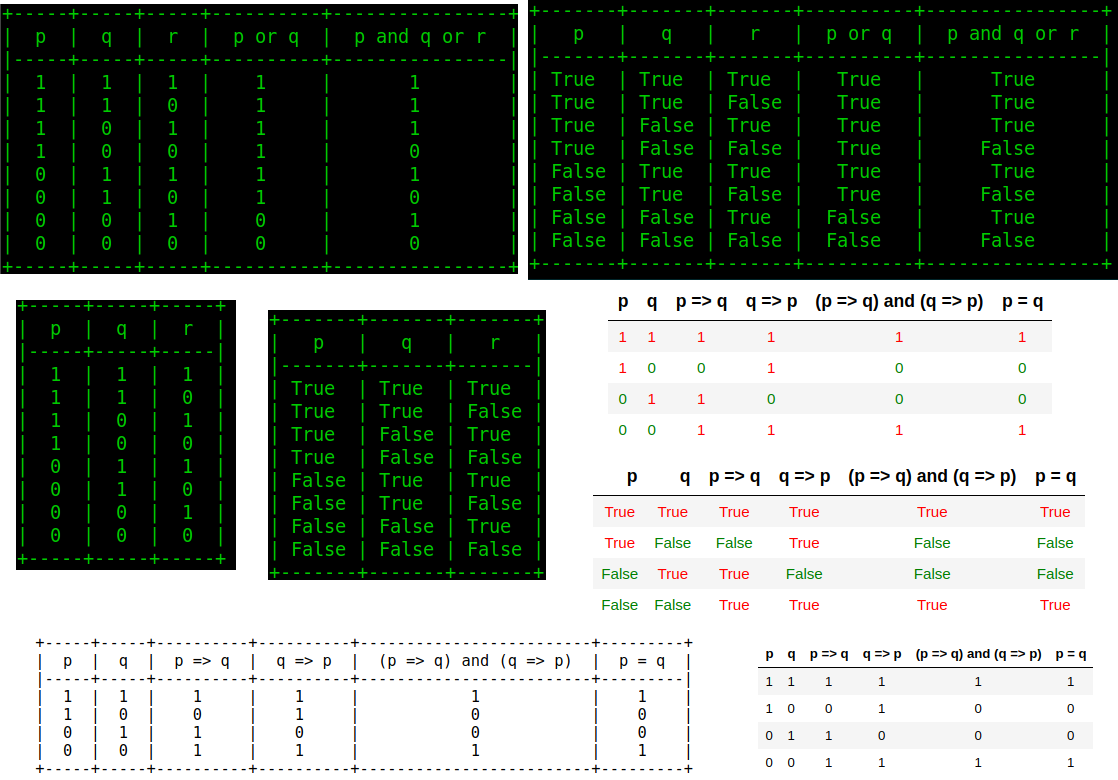 +-----+-----+-----+----------+----------------+
|  p  |  q  |  r  |  p or q  |  p and q or r  |
|-----+-----+-----+----------+----------------|
|  1  |  1  |  1  |    1     |       1        |
|  1  |  1  |  0  |    1     |       1        |
|  1  |  0  |  1  |    1     |       1        |
|  1  |  0  |  0  |    1     |       0        |
|  0  |  1  |  1  |    1     |       1        |
|  0  |  1  |  0  |    1     |       0        |
|  0  |  0  |  1  |    0     |       1        |
|  0  |  0  |  0  |    0     |       0        |
+-----+-----+-----+----------+----------------+
+-------+-------+-------+----------+----------------+
|   p   |   q   |   r   |  p or q  |  p and q or r  |
|-------+-------+-------+----------+----------------|
| True  | True  | True  |   True   |      True      |
| True  | True  | False |   True   |      True      |
| True  | False | True  |   True   |      True      |
| True  | False | False |   True   |     False      |
| False | True  | True  |   True   |      True      |
| False | True  | False |   True   |     False      |
| False | False | True  |  False   |      True      |
| False | False | False |  False   |     False      |
+-------+-------+-------+----------+----------------+
+-----+-----+-----+
|  p  |  q  |  r  |
|-----+-----+-----|
|  1  |  1  |  1  |
|  1  |  1  |  0  |
|  1  |  0  |  1  |
|  1  |  0  |  0  |
|  0  |  1  |  1  |
|  0  |  1  |  0  |
|  0  |  0  |  1  |
|  0  |  0  |  0  |
+-----+-----+-----+
+-------+-------+-------+
|   p   |   q   |   r   |
|-------+-------+-------|
| True  | True  | True  |
| True  | True  | False |
| True  | False | True  |
| True  | False | False |
| False | True  | True  |
| False | True  | False |
| False | False | True  |
| False | False | False |
+-------+-------+-------+
p q p => q q => p (p => q) and (q => p) p = q
1 1 1 1 1 1
1 0 0 1 0 0
0 1 1 0 0 0
0 0 1 1 1 1
p q p => q q => p (p => q) and (q => p) p = q
True True True True True True
True False False True False False
False True True False False False
False False True True True True
+-----+-----+----------+----------+-------------------------+---------+
|  p  |  q  |  p => q  |  q => p  |  (p => q) and (q => p)  |  p = q  |
|-----+-----+----------+----------+-------------------------+---------|
|  1  |  1  |    1     |    1     |            1            |    1    |
|  1  |  0  |    0     |    1     |            0            |    0    |
|  0  |  1  |    1     |    0     |            0            |    0    |
|  0  |  0  |    1     |    1     |            1            |    1    |
+-----+-----+----------+----------+-------------------------+---------+
p q p => q q => p (p => q) and (q => p) p = q
1 1 1 1 1 1
1 0 0 1 0 0
0 1 1 0 0 0
0 0 1 1 1 1